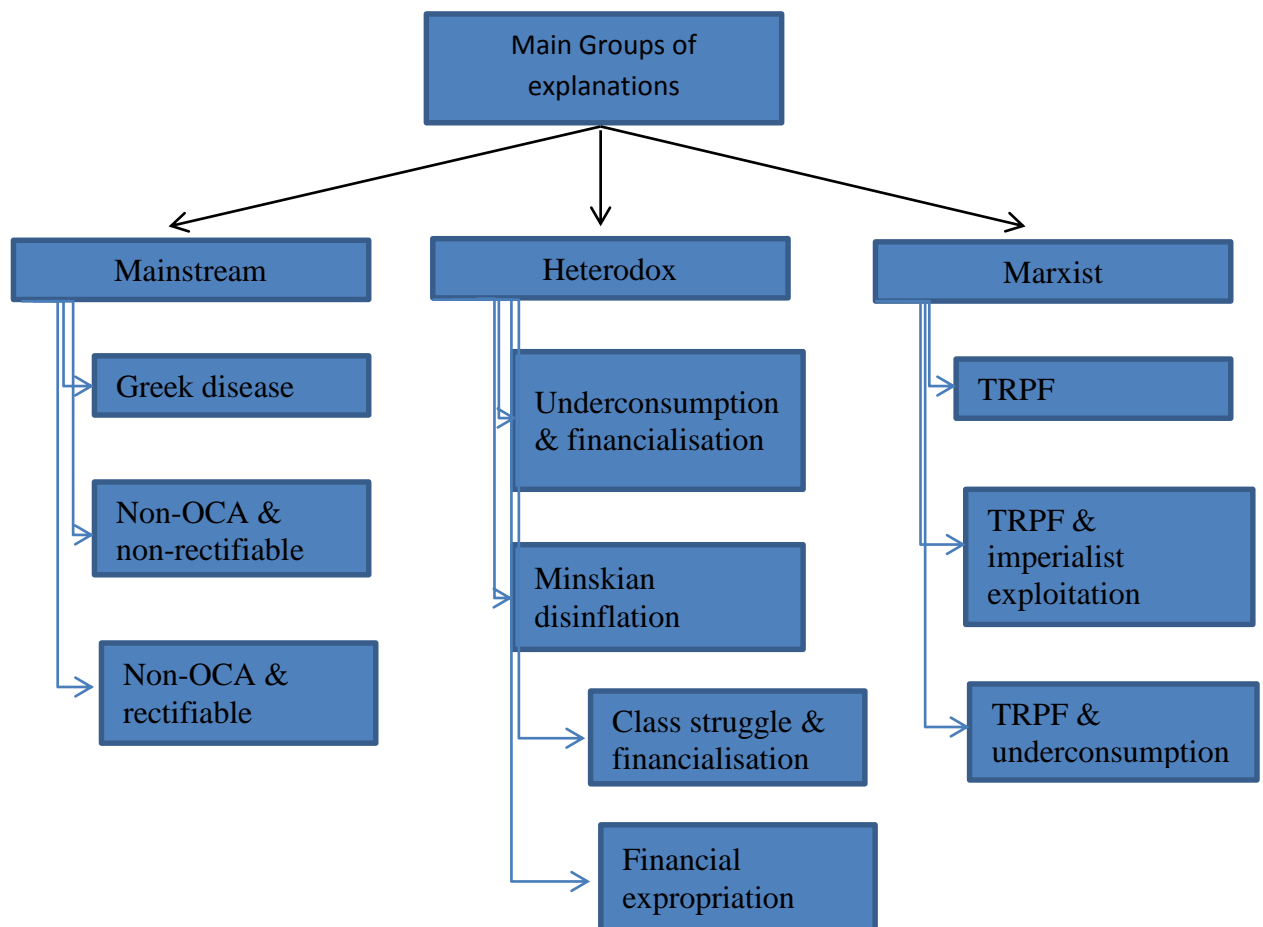 Main Groups of
explanations
Mainstream
Greek disease
Non-OCA &
non-rectifiable
Non-OCA &
rectifiable
Heterodox
Underconsumption
& financialisation
Minskian
disinflation
Class struggle &
financialisation
Financial
expropriation
Marxist
TRPF
TRPF &
imperialist
exploitation
TRPF &
underconsumption